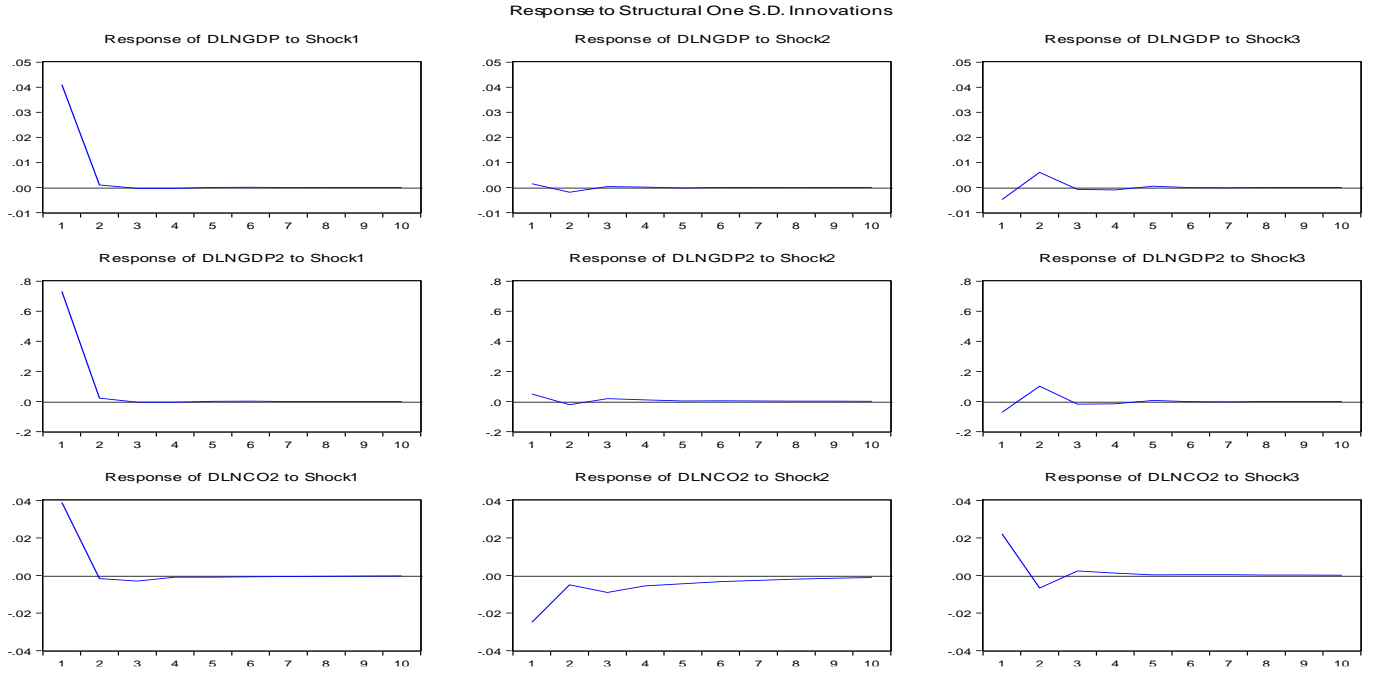 Response to Structural One S.D. Innovations
Response of DLNGDP to Shock1
.05
.04
.03
.02
.01
.00
-.01
1 2 3 4 5 6 7 8 9 10
Response of DLNGDP to Shock2
.05
.04
.03
.02
.01
.00
-.01
1 2 3 4 5 6 7 8 9 10
Response of DLNGDP to Shock3
.05
.04
.03
.02
.01
.00
-.01
1 2 3 4 5 6 7 8 9 10
Response of DLNGDP2 to Shock1
.8
.6
.4
.2
.0
-.2
1 2 3 4 5 6 7 8 9 10
Response of DLNGDP2 to Shock2
.8
.6
.4
.2
.0
-.2
1 2 3 4 5 6 7 8 9 10
Response of DLNGDP2 to Shock3
.8
.6
.4
.2
.0
-.2
1 2 3 4 5 6 7 8 9 10
Response of DLNCO2 to Shock1
.04
.02
.00
-.02
-.04
1 2 3 4 5 6 7 8 9 10
Response of DLNCO2 to Shock2
.04
.02
.00
-.02
-.04
1 2 3 4 5 6 7 8 9 10
Response of DLNCO2 to Shock3
.04
.02
.00
-.02
-.04
1 2 3 4 5 6 7 8 9 10